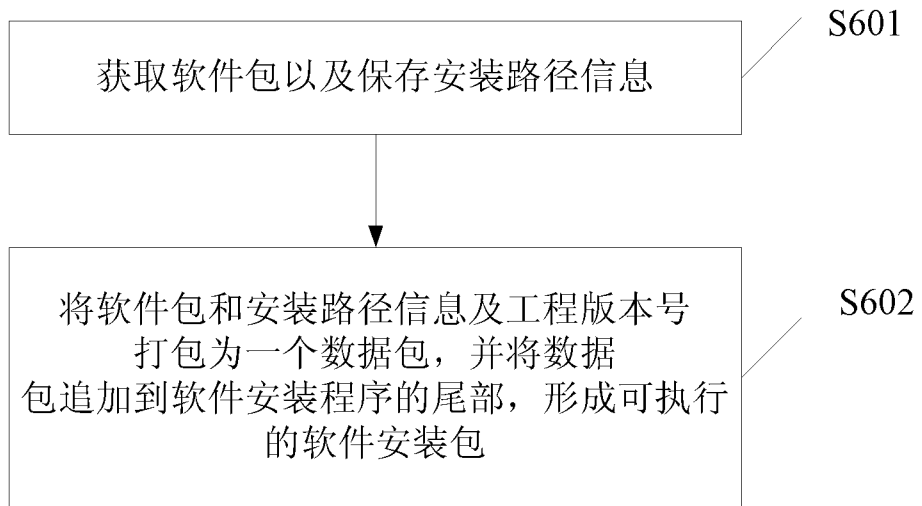 S601
获取软件包以及保存安装路径信息
S602
将软件包和安装路径信息及工程版本号
打包为一个数据包，并将数据
包追加到软件安装程序的尾部，形成可执行
的软件安装包